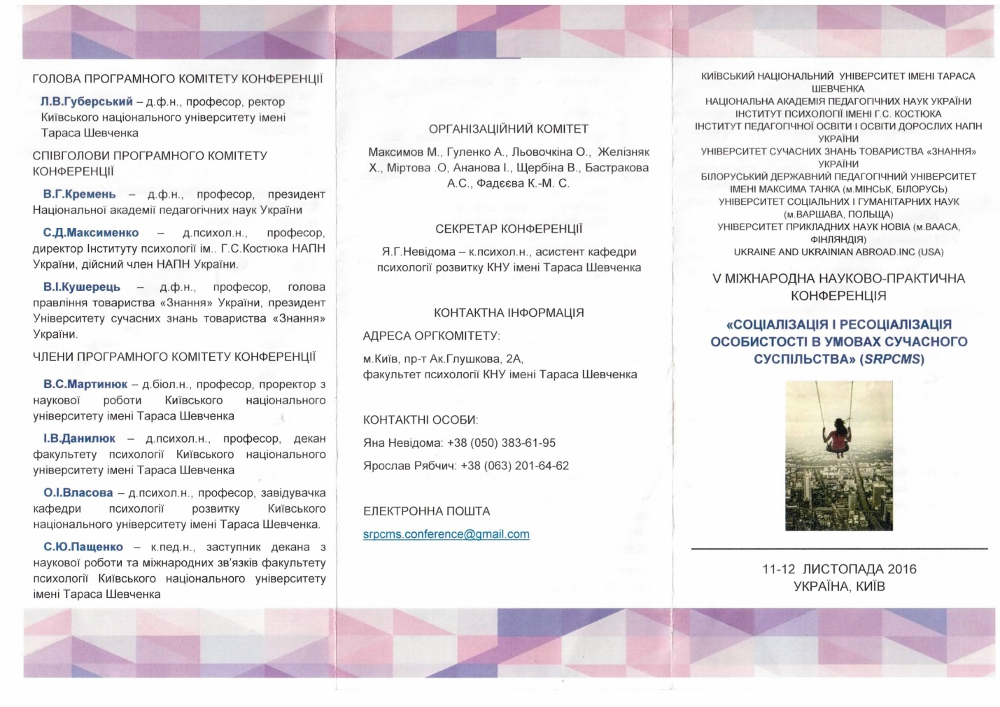 ГОЛОВА ПРОГРАМНОГО КОМІТЕТУ КОНФЕРЕНЦІЇ
Л.В.Губерський – д.ф.н., професор, ректор
Київського національного університету імені
Тараса Шевченка
СПІВГОЛОВИ ПРОГРАМНОГО КОМІТЕТУ
КОНФЕРЕНЦІЇ
В.Г.Кремень – д.ф.н., професор, президент
Національної академії педагогічних наук України
С.Д.Максименко – д.психол.н., професор,
директор Інституту психології ім.. Г.С.Костюка НАПН
України, дійсний член НАПН України.
В.І.Кушерець – д.ф.н., професор, голова
правління товариства «Знання» України, президент
Університету сучасних знань товариства «Знання»
України.
ЧЛЕНИ ПРОГРАМНОГО КОМІТЕТУ КОНФЕРЕНЦІЇ
В.С.Мартинюк – д.біол.н., професор, проректор з
наукової роботи Київського національного
університету імені Тараса Шевченка
І.В.Данилюк – д.психол.н., професор, декан
факультету психології Київського національного
університету імені Тараса Шевченка
О.І.Власова – д.психол.н., професор, завідувачка
кафедри психології розвитку Київського
національного університету імені Тараса Шевченка.
С.Ю.Пащенко – к.пед.н., заступник декана з
наукової роботи та міжнародних зв’язків факультету
психології Київського національного університету
імені Тараса Шевченка
ОРГАНІЗАЦІЙНИЙ КОМІТЕТ
Максимов М., Гуленко А., Льовочкіна О., Желізняк
Х., Міртова .О, Ананова І., Щербіна В., Бастракова
А.С., Фадєєва К.-М. С.
СЕКРЕТАР КОНФЕРЕНЦІЇ
Я.Г.Невідома – к.психол.н., асистент кафедри
психології розвитку КНУ імені Тараса Шевченка
КОНТАКТНА ІНФОРМАЦІЯ
АДРЕСА ОРГКОМІТЕТУ:
м.Київ, пр-т Ак.Глушкова, 2А,
факультет психології КНУ імені Тараса Шевченка
КОНТАКТНІ ОСОБИ:
Яна Невідома: +38 (050) 383-61-95
Ярослав Рябчич: +38 (063) 201-64-62
ЕЛЕКТРОННА ПОШТА
srpcms.conference@gmail.com
КИЇВСЬКИЙ НАЦІОНАЛЬНИЙ УНІВЕРСИТЕТ ІМЕНІ ТАРАСА
ШЕВЧЕНКА
НАЦІОНАЛЬНА АКАДЕМІЯ ПЕДАГОГІЧНИХ НАУК УКРАЇНИ
ІНСТИТУТ ПСИХОЛОГІЇ ІМЕНІ Г.С. КОСТЮКА
ІНСТИТУТ ПЕДАГОГІЧНОЇ ОСВІТИ І ОСВІТИ ДОРОСЛИХ НАПН
УКРАЇНИ
УНІВЕРСИТЕТ СУЧАСНИХ ЗНАНЬ ТОВАРИСТВА «ЗНАННЯ»
УКРАЇНИ
БІЛОРУСЬКИЙ ДЕРЖАВНИЙ ПЕДАГОГІЧНИЙ УНІВЕРСИТЕТ
ІМЕНІ МАКСИМА ТАНКА (м.МІНСЬК, БІЛОРУСЬ)
УНІВЕРСИТЕТ СОЦІАЛЬНИХ І ГУМАНІТАРНИХ НАУК
(м.ВАРШАВА, ПОЛЬЩА)
УНІВЕРСИТЕТ ПРИКЛАДНИХ НАУК НОВІА (м.ВААСА,
ФІНЛЯНДІЯ)
UKRAINE AND UKRAINIAN ABROAD.INC (USA)
V МІЖНАРОДНА НАУКОВО-ПРАКТИЧНА
КОНФЕРЕНЦІЯ
«СОЦІАЛІЗАЦІЯ І РЕСОЦІАЛІЗАЦІЯ
ОСОБИСТОСТІ В УМОВАХ СУЧАСНОГО
СУСПІЛЬСТВА» (SRPCMS)
11-12 ЛИСТОПАДА 2016
УКРАЇНА, КИЇВ